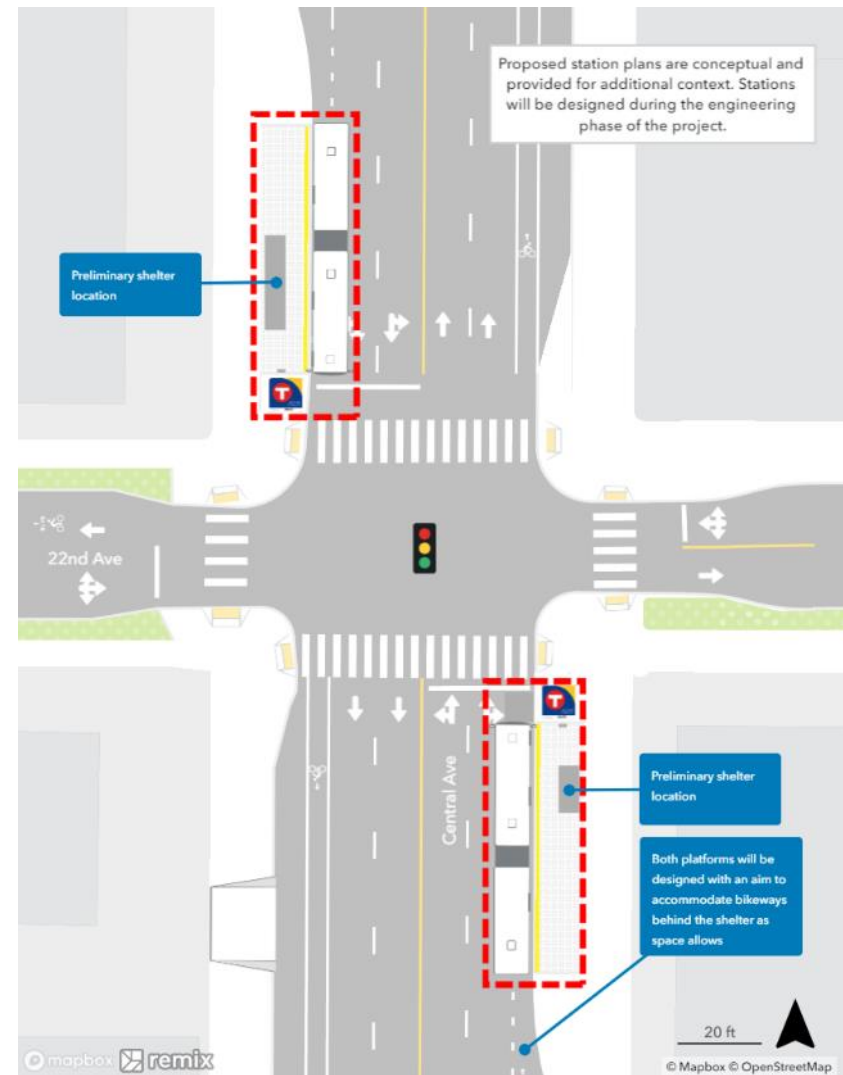 Proposed station plans are conceptual and
provided for additional context. Stations
will be designed during the engineering
phase of the project.
Preliminary shelter
location
T
22nd Ave
T
Central Ave
Preliminary shelter
location
Both platforms will be
designed with an aim to
accommodate bikeways
behind the shelter as
space allows
20 ft
mapbox remix
© Mapbox © OpenStreetMap